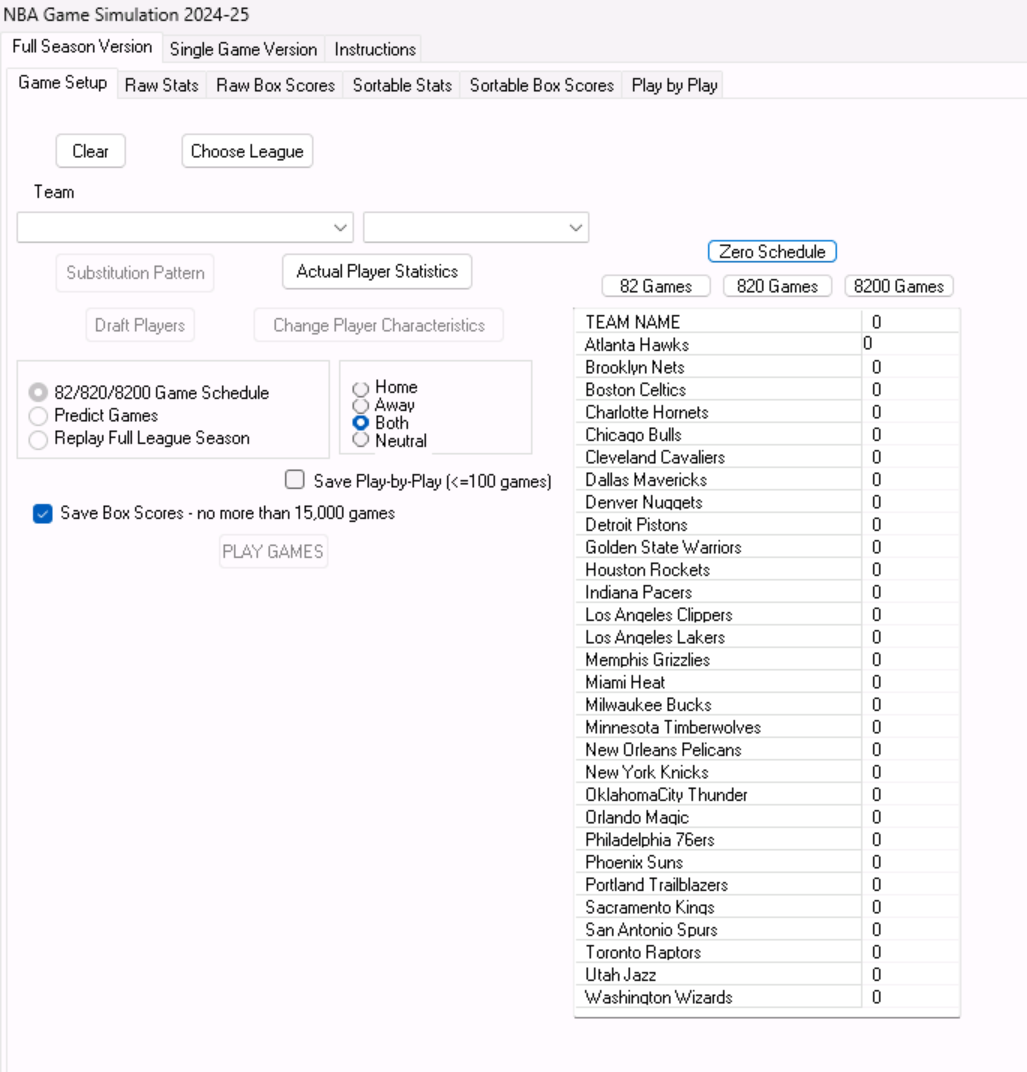 NBA Game Simulation 2024-25
Full Season Version Single Game Version Instructions
Game Setup Raw Stats Raw Box Scores Sortable Stats Sortable Box Scores Play by Play
Clear Choose League
Team
Zero Schedule
Substitution Pattern Actual Player Statistics
82 Games 820 Games 8200 Games
Draft Players Change Player Characteristics
82/820/8200 Game Schedule
Predict Games
Replay Full League Season
Home
Away
Both
Neutral
Save Play-by-Play (<=100 games)
Save Box Scores - no more than 15,000 games
PLAY GAMES
TEAM NAME 0
Atlanta Hawks 0
Brooklyn Nets 0
Boston Celtics 0
Charlotte Hornets 0
Chicago Bulls 0
Cleveland Cavaliers 0
Dallas Mavericks 0
Denver Nuggets 0
Detroit Pistons 0
Golden State Warriors 0
Houston Rockets 0
Indiana Pacers 0
Los Angeles Clippers 0
Los Angeles Lakers 0
Memphis Grizzlies 0
Miami Heat 0
Milwaukee Bucks 0
Minnesota Timberwolves 0
New Orleans Pelicans 0
New York Knicks 0
OklahomaCity Thunder 0
Orlando Magic 0
Philadelphia 76ers 0
Phoenix Suns 0
Portland Trailblazers 0
Sacramento Kings 0
San Antonio Spurs 0
Toronto Raptors 0
Utah Jazz 0
Washington Wizards 0